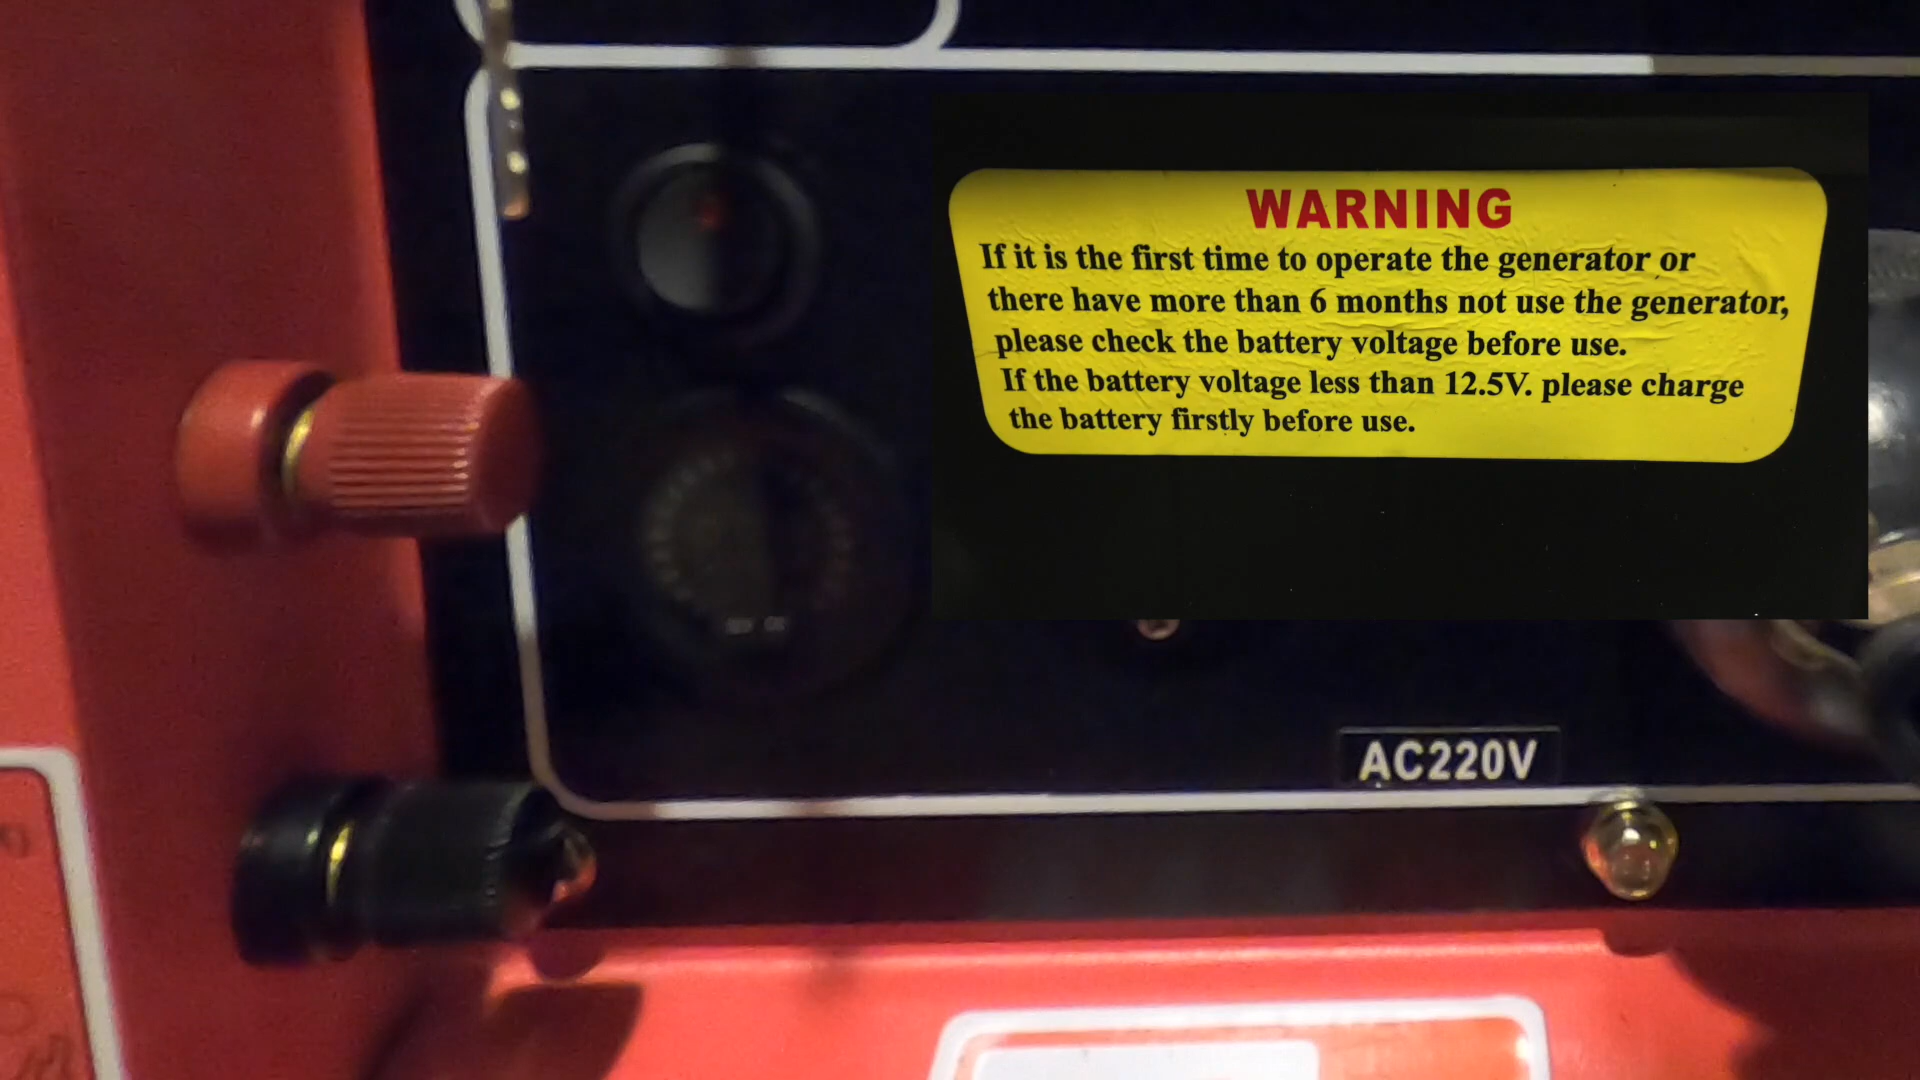 WARNING
If it is the first time to operate the generator or
there have more than 6 months not use the generator,
please check the battery voltage before use.
If the battery voltage less than 12.5V. please charge
the battery firstly before use.
AC220V